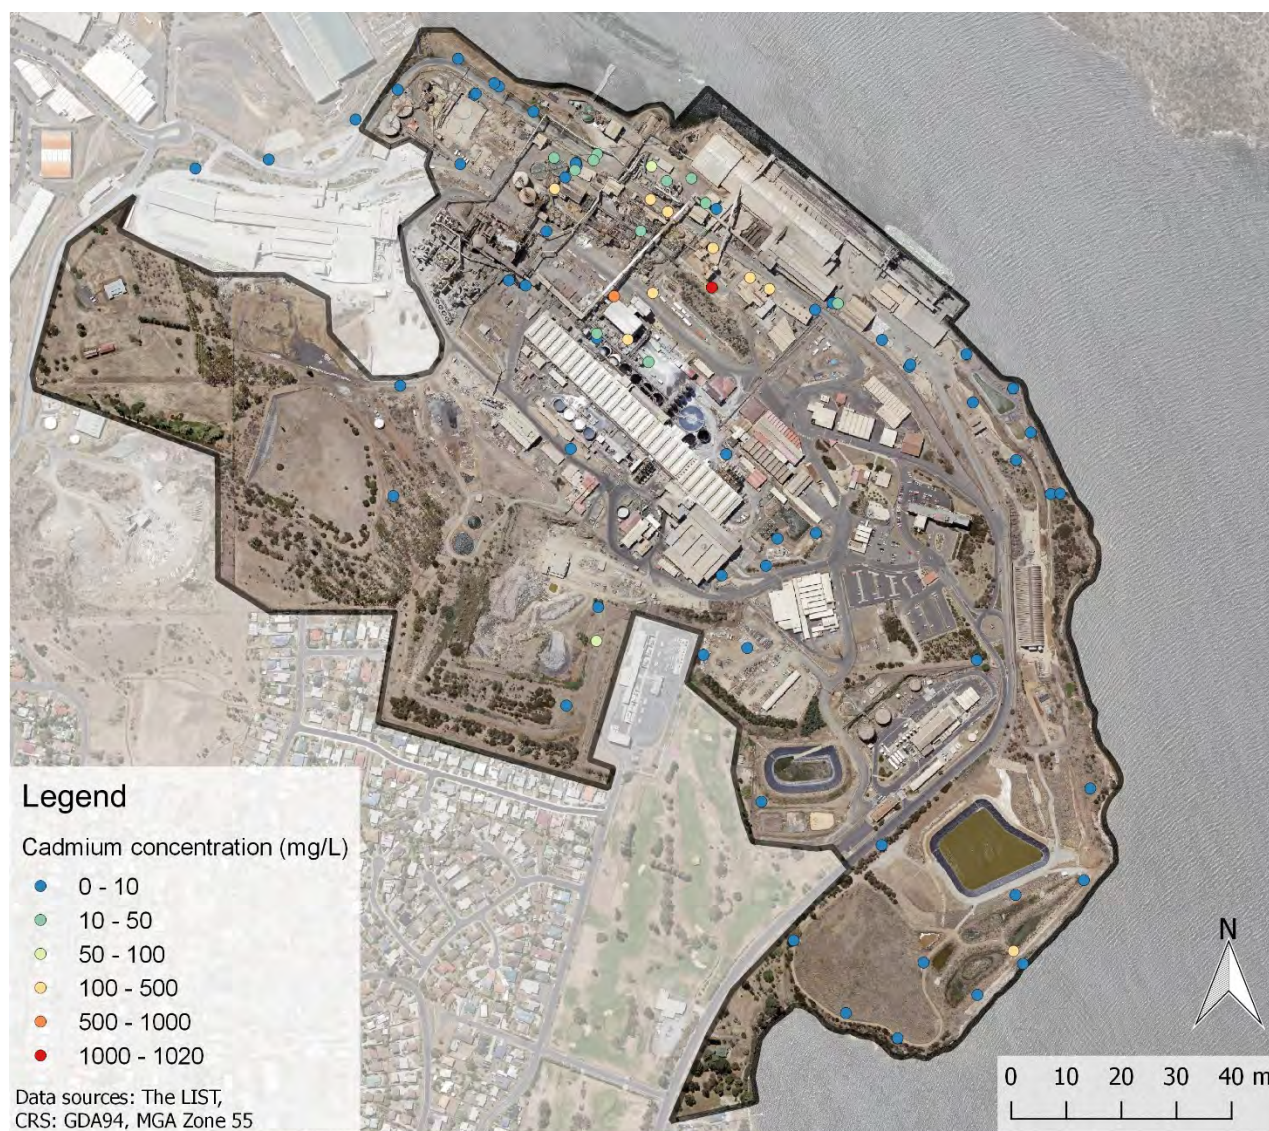 Legend
Cadmium concentration (mg/L)
0 - 10
10 - 50
50 - 100
100 - 500
500 - 1000
1000 - 1020
Data sources: The LIST,
CRS: GDA94, MGA Zone 55
N
0 10 20 30 40 m